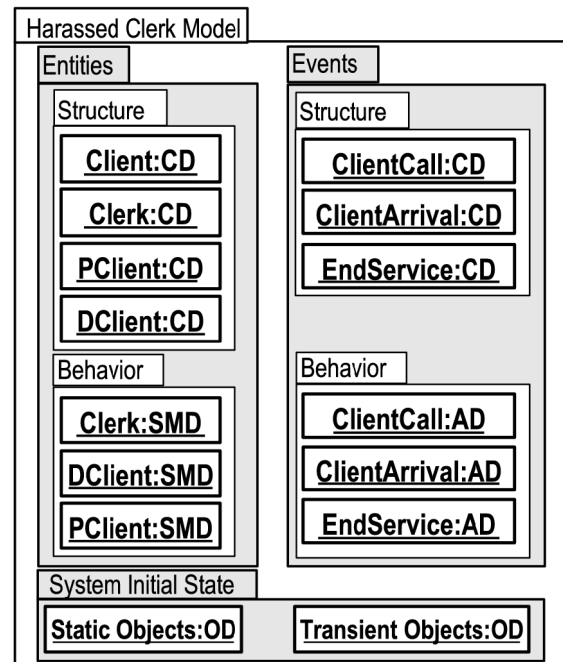 Harassed Clerk Model
Entities
Structure
Client:CD
Clerk:CD
PClient:CD
DClient:CD
Behavior
Clerk:SMD
DClient:SMD
PClient:SMD
Events
Structure
ClientCall:CD
ClientArrival:CD
EndService:CD
Behavior
ClientCall:AD
ClientArrival:AD
EndService:AD
System Initial State
Static Objects:OD
Transient Objects:OD